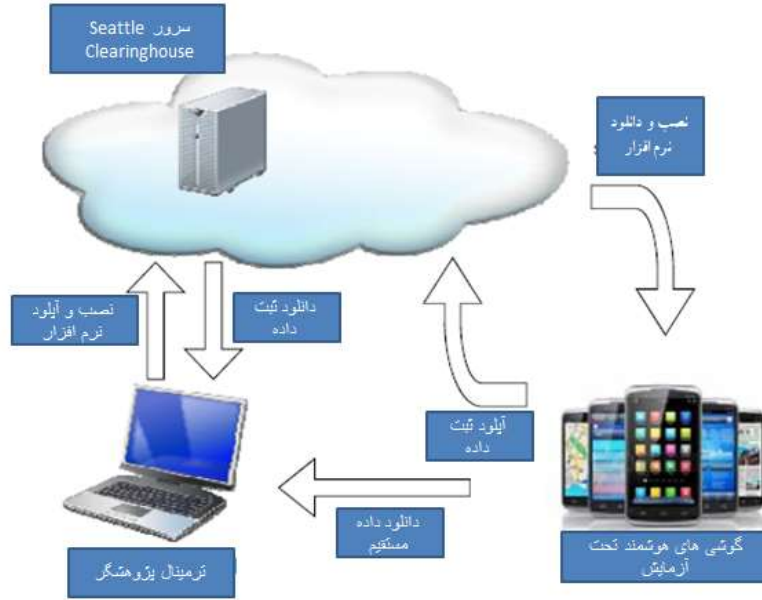 سرور Seattle
Clearinghouse
نصب و دانلود
نرم افزار
نصب و آپلود
نرم افزار
دانلود ثبت
داده
آپلود ثبت
داده
دانلود داده
مستقیم
ترمینال پژوهشگر
گوشی های هوشمند تحت
آزمایش